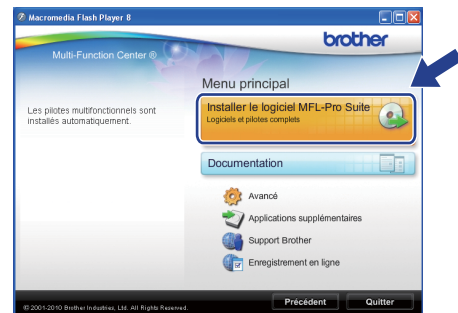 Macromedia Flash Player 8
brother
Multi-Function Center ®
Menu principal
Les pilotes multifonctionnels sont
installés automatiquement.
Installer le logiciel MFL-Pro Suite
Logiciels et pilotes complets
Documentation
Avancé
Applications supplémentaires
Support Brother
Enregistrement en ligne
© 2001-2010 Brother Industries, Ltd. All Rights Reserved.
Précédent
Quitter